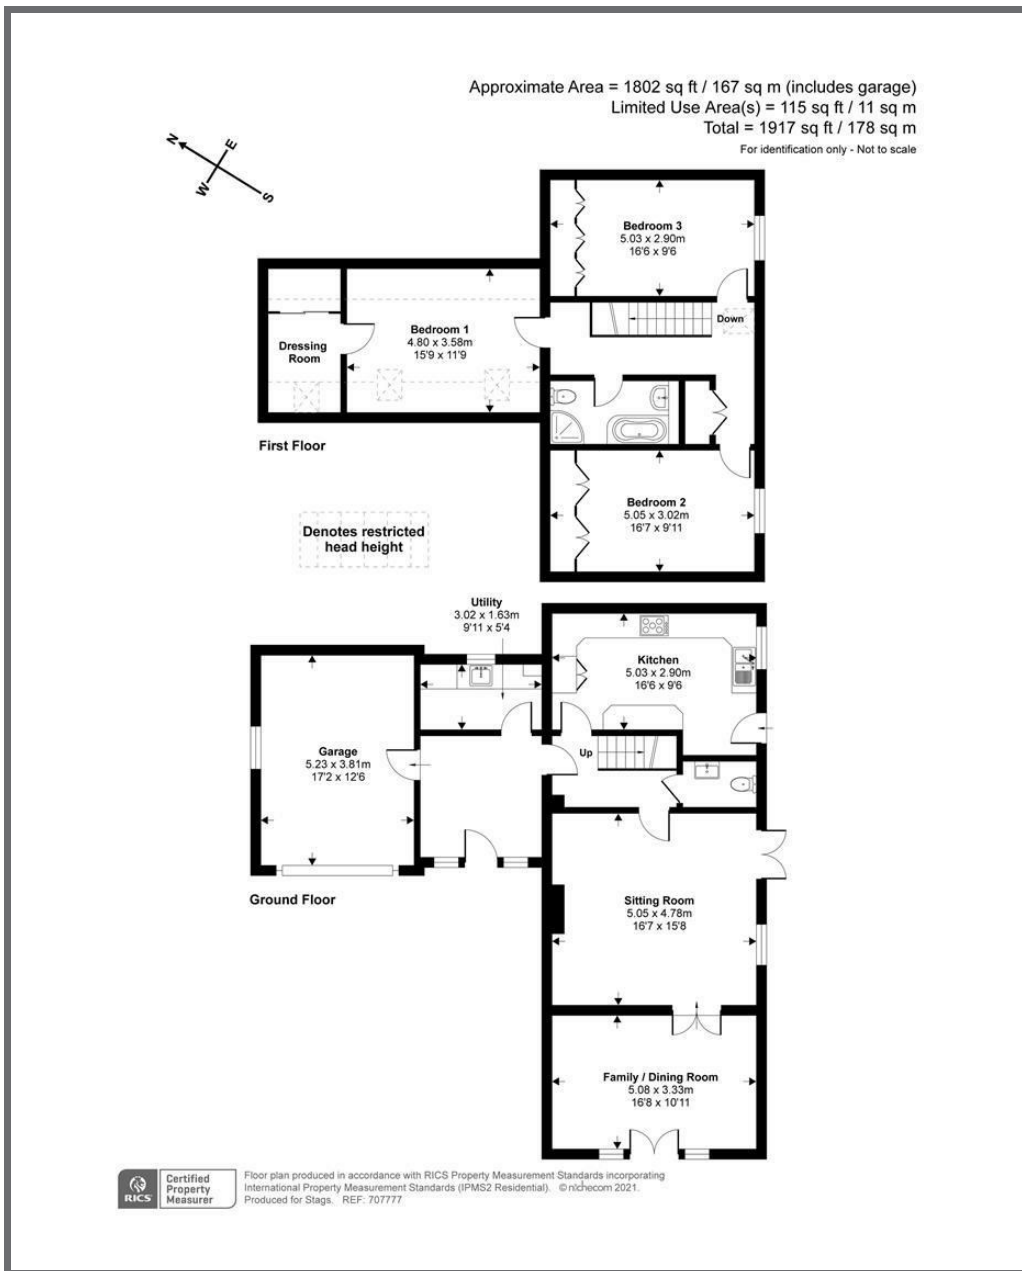 Approximate Area = 1802 sq ft / 167 sq m (includes garage)
Limited Use Area(s) = 115 sq ft / 11 sq m
Total = 1917 sq ft / 178 sq m
For identification only - Not to scale
N
E
W
S
Bedroom 3
5.03 x 2.90m
16'6 x 9'6
Down
Bedroom 1
4.80 x 3.58m
15'9 x 11'9
Dressing
Room
First Floor
Bedroom 2
5.05 x 3.02m
16'7 x 9'11
Denotes restricted
head height
Utility
3.02 x 1.63m
9'11 x 5'4
Kitchen
5.03 x 2.90m
16'6 x 9'6
Up
Garage
5.23 x 3.81m
17'2 x 12'6
Ground Floor
Sitting Room
5.05 x 4.78m
16'7 x 15'8
Family / Dining Room
5.08 x 3.33m
16'8 x 10'11
RICS
Certified
Property
Measurer
Floor plan produced in accordance with RICS Property Measurement Standards incorporating
International Property Measurement Standards (IPMS2 Residential). © nichecom 2021.
Produced for Stags. REF: 707777